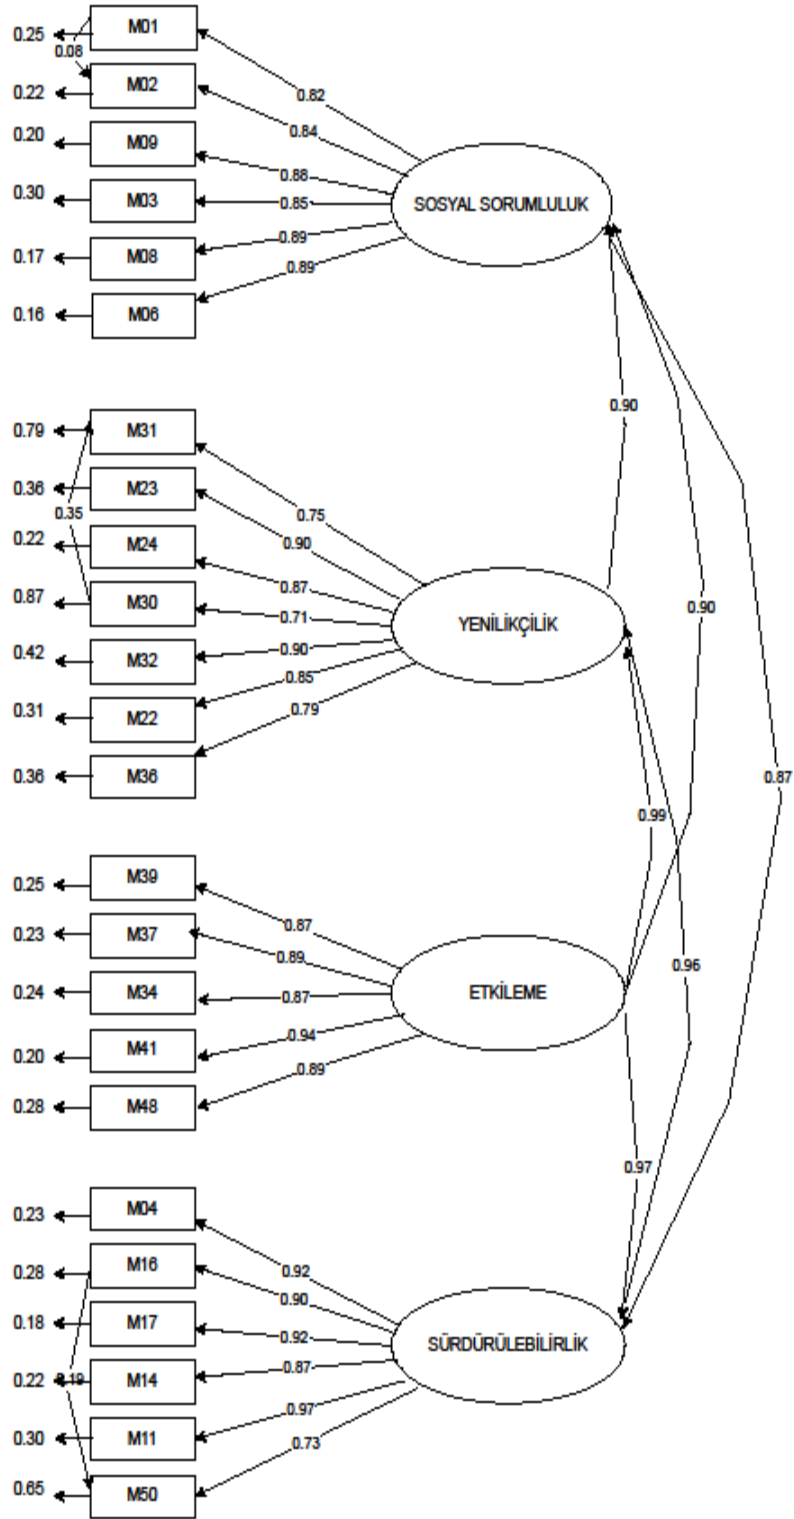 0.25 M01
0.08
0.22 M02
0.20 M09
0.30 M03
0.17 M08
0.16 M06
0.82
0.84
0.88
0.85
0.89
0.89
SOSYAL SORUMLULUK
0.79 M31
0.36 M23
0.35
0.22 M24
0.87 M30
0.42 M32
0.31 M22
0.36 M36
0.75
0.90
0.87
0.71
0.90
0.85
0.79
YENİLİKÇİLİK
0.25 M39
0.23 M37
0.24 M34
0.20 M41
0.28 M48
0.87
0.89
0.87
0.94
0.89
ETKİLEME
0.23 M04
0.28 M16
0.18 M17
0.22 0.19 M14
0.30 M11
0.65 M50
0.92
0.90
0.92
0.87
0.97
0.73
SÜRDÜRÜLEBİLİRLİK
0.90
0.90
0.87
0.99
0.96
0.97